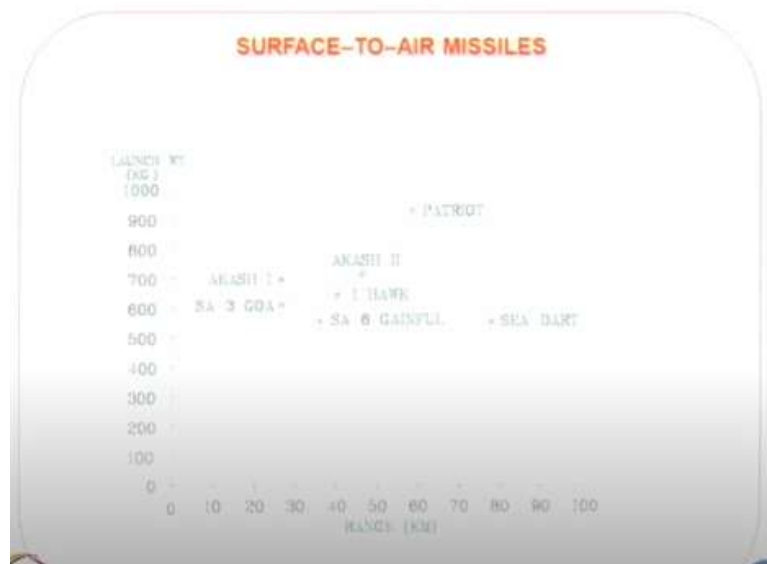 SURFACE-TO-AIR MISSILES
LAUNCH WT
(KG)
1000
900
PATRIOT
800
AKASH II
700
AKASH I
I HAWK
600
SA 3 GOA
SA 6 GAINFUL
SEA DART
500
400
300
200
100
0
0 10 20 30 40 50 60 70 80 90 100
RANGE (KM)